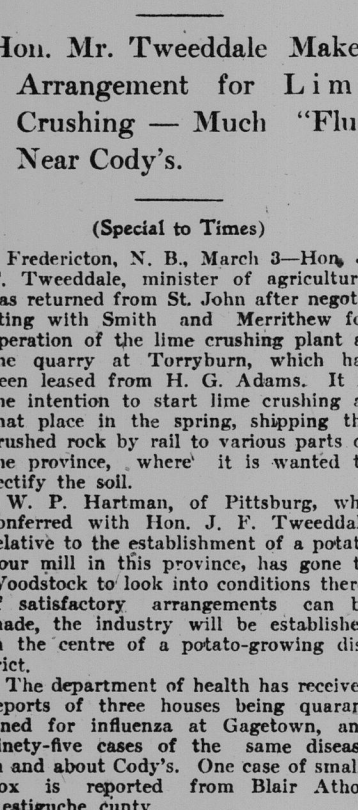 Hon. Mr. Tweeddale Make
Arrangement for Lim
Crushing — Much "Flu
Near Cody's.
(Special to Times)
Fredericton, N. B., March 3—Hon. J
F. Tweeddale, minister of agricultur
as returned from St. John after negot
ting with Smith and Merrithew fo
peration of the lime crushing plant a
he quarry at Torryburn, which ha
een leased from H. G. Adams. It i
he intention to start lime crushing a
hat place in the spring, shipping th
rushed rock by rail to various parts o
he province, where it is wanted t
ectify the soil.
W. P. Hartman, of Pittsburg, wh
onferred with Hon. J. F. Tweeddal
elative to the establishment of a potat
our mill in this province, has gone t
Woodstock to look into conditions ther
f satisfactory arrangements can b
ade, the industry will be establishe
n the centre of a potato-growing dis
rict.
The department of health has receive
eports of three houses being quaran
ned for influenza at Gagetown, an
inety-five cases of the same diseas
n and about Cody's. One case of smal
ox is reported from Blair Atho
estigouche cunty.